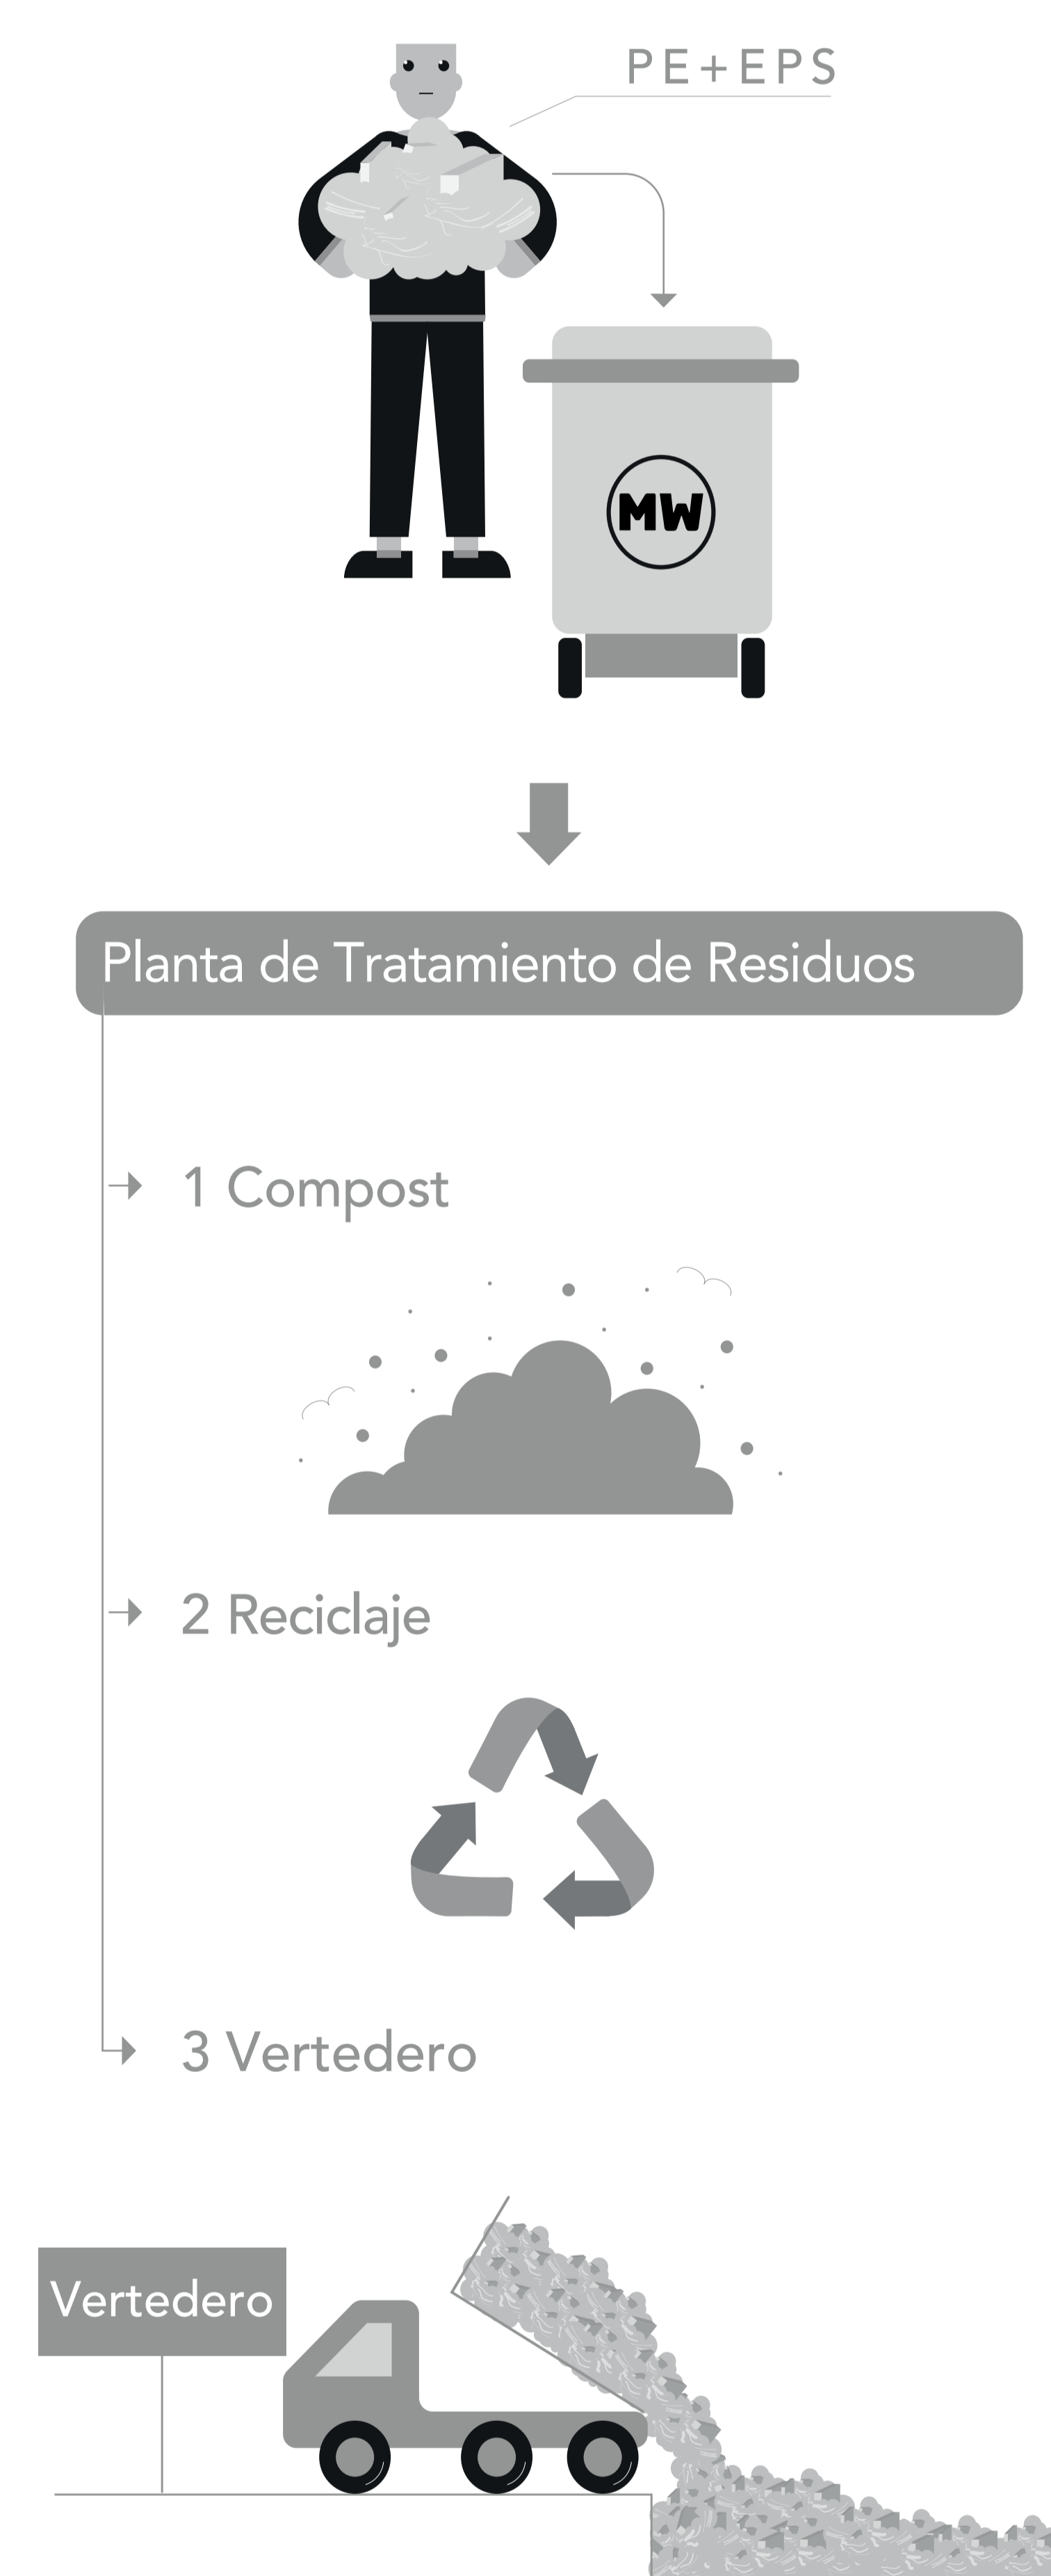 PE+EPS
MW
Planta de Tratamiento de Residuos
1 Compost
2 Reciclaje
3 Vertedero
Vertedero